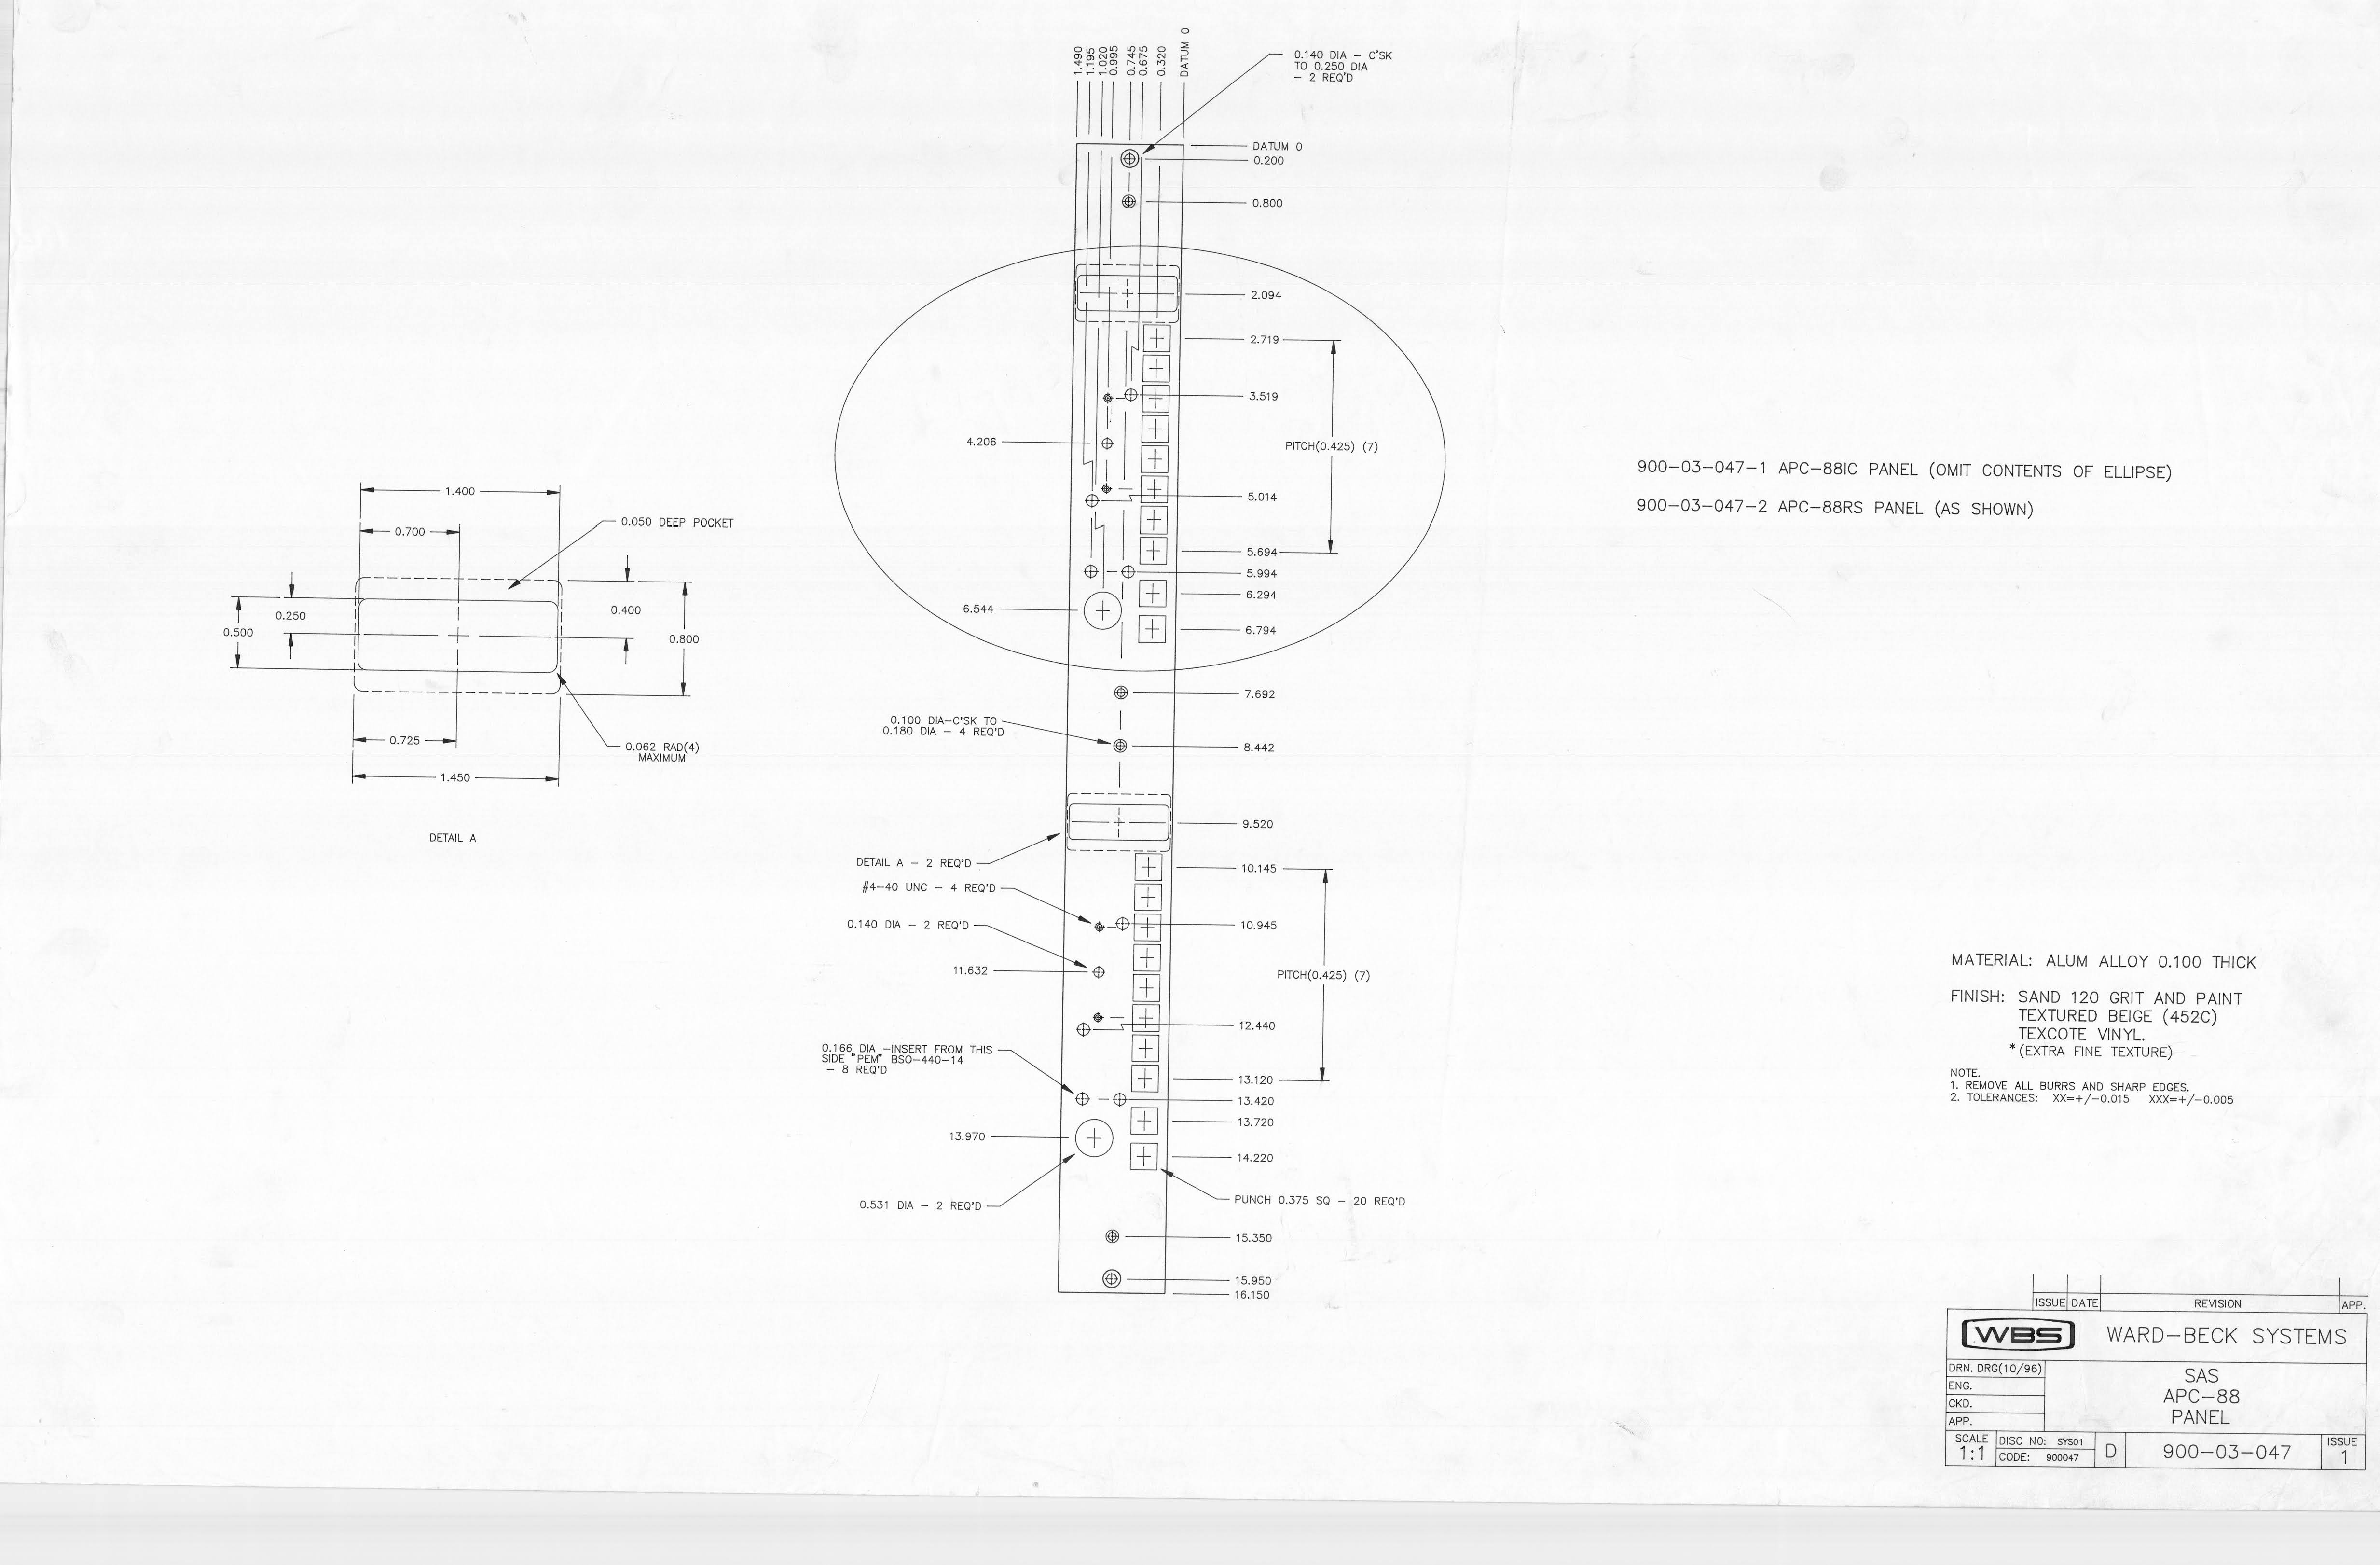 1.490
1.195
1.020
0.995
0.745
0.675
0.320
DATUM 0
0.140 DIA – C'SK
TO 0.250 DIA
– 2 REQ'D
DATUM 0
0.200
0.800
2.094
2.719
3.519
4.206
PITCH(0.425) (7)
5.014
5.694
5.994
6.544
6.294
6.794
7.692
0.100 DIA–C'SK TO
0.180 DIA – 4 REQ'D
8.442
9.520
DETAIL A – 2 REQ'D
10.145
#4–40 UNC – 4 REQ'D
0.140 DIA – 2 REQ'D
10.945
11.632
PITCH(0.425) (7)
12.440
0.166 DIA –INSERT FROM THIS
SIDE "PEM" BSO–440–14
– 8 REQ'D
13.120
13.420
13.720
13.970
14.220
PUNCH 0.375 SQ – 20 REQ'D
0.531 DIA – 2 REQ'D
15.350
15.950
16.150
1.400
0.050 DEEP POCKET
0.700
0.250
0.400
0.500
0.800
0.725
0.062 RAD(4)
MAXIMUM
1.450
DETAIL A
900–03–047–1 APC–88IC PANEL (OMIT CONTENTS OF ELLIPSE)
900–03–047–2 APC–88RS PANEL (AS SHOWN)
MATERIAL: ALUM ALLOY 0.100 THICK
FINISH: SAND 120 GRIT AND PAINT
TEXTURED BEIGE (452C)
TEXCOTE VINYL.
*(EXTRA FINE TEXTURE)
NOTE.
1. REMOVE ALL BURRS AND SHARP EDGES.
2. TOLERANCES: XX=+/–0.015 XXX=+/–0.005
ISSUE DATE REVISION APP.
WBS WARD–BECK SYSTEMS
DRN. DRG(10/96)
ENG.
CKD.
APP.
SAS
APC–88
PANEL
SCALE
1:1
DISC NO: SYS01
CODE: 900047
D
900–03–047
ISSUE
1